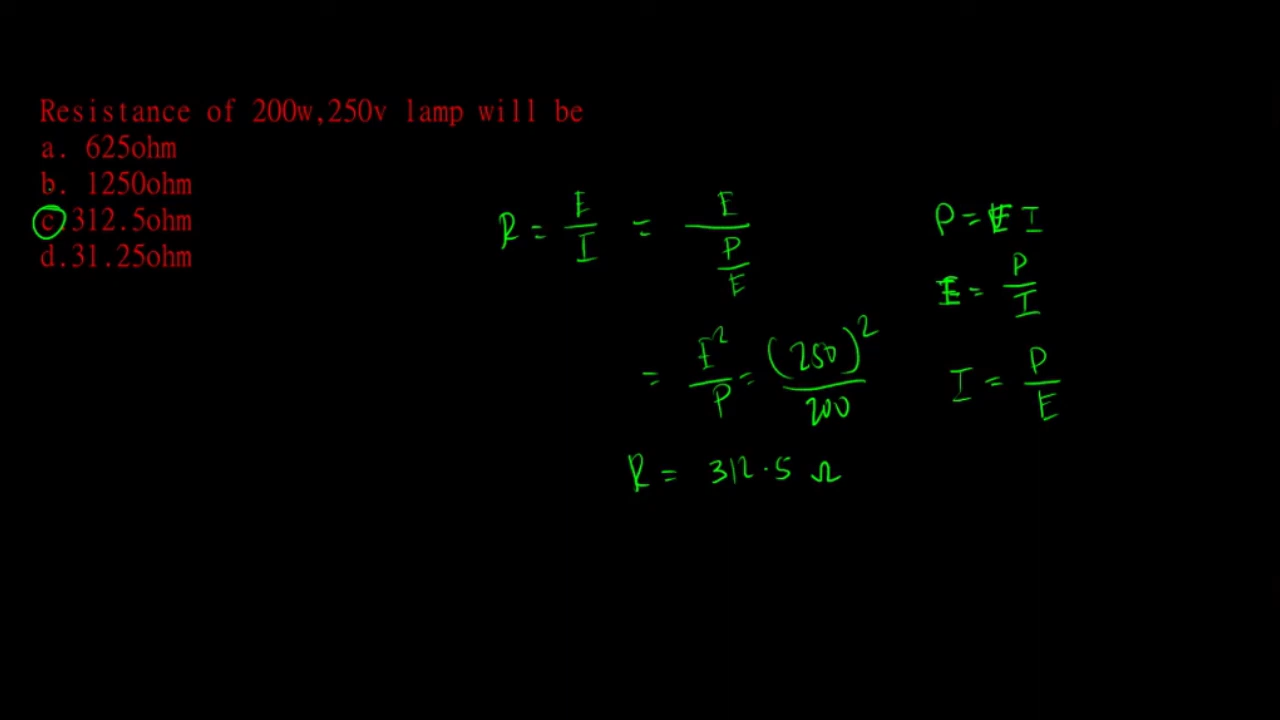 Resistance of 200w,250v lamp will be
a. 625ohm
b. 1250ohm
c.312.5ohm
d.31.25ohm
R = E/I = E/(P/E)
= E²/P = (250)²/200
R = 312.5 Ω
P = E I
E = P/I
I = P/E